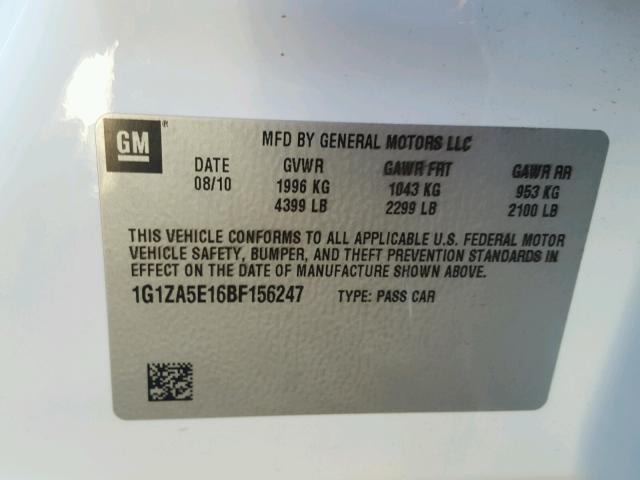 GM®
MFD BY GENERAL MOTORS LLC
DATE GVWR GAWR FRT GAWR RR
08/10 1996 KG 1043 KG 953 KG
4399 LB 2299 LB 2100 LB
THIS VEHICLE CONFORMS TO ALL APPLICABLE U.S. FEDERAL MOTOR
VEHICLE SAFETY, BUMPER, AND THEFT PREVENTION STANDARDS IN
EFFECT ON THE DATE OF MANUFACTURE SHOWN ABOVE.
1G1ZA5E16BF156247 TYPE: PASS CAR